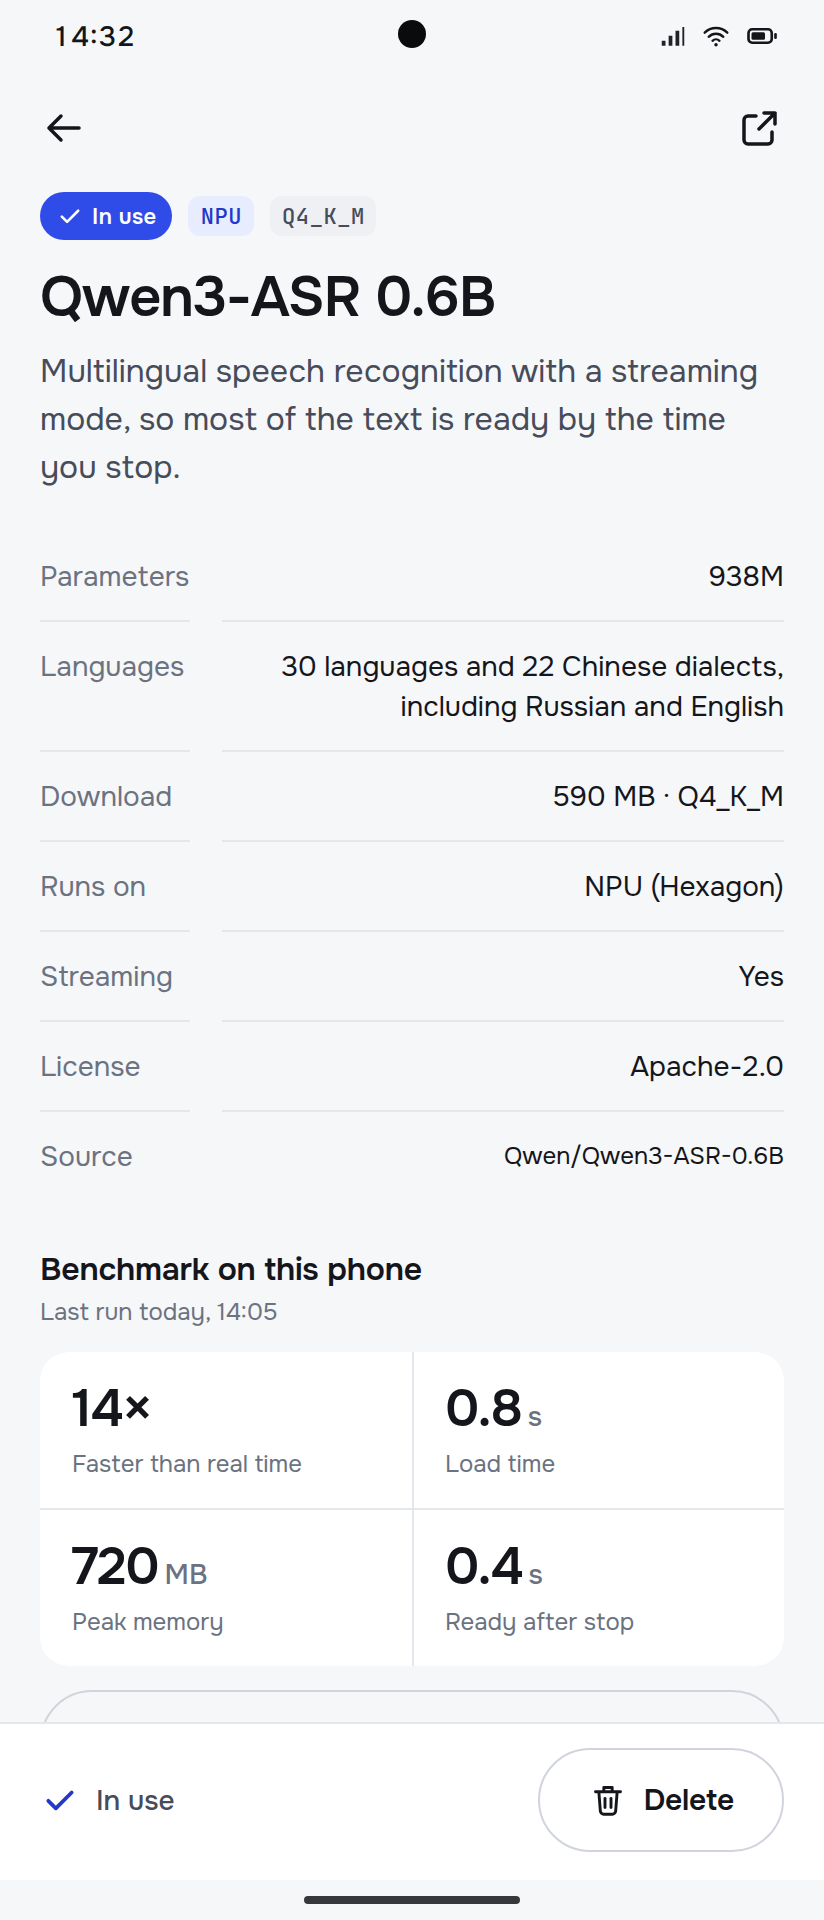 14:32
In use
NPU
Q4_K_M
Qwen3-ASR 0.6B
Multilingual speech recognition with a streaming
mode, so most of the text is ready by the time
you stop.
Parameters 938M
Languages 30 languages and 22 Chinese dialects,
including Russian and English
Download 590 MB · Q4_K_M
Runs on NPU (Hexagon)
Streaming Yes
License Apache-2.0
Source Qwen/Qwen3-ASR-0.6B
Benchmark on this phone
Last run today, 14:05
14×
Faster than real time
0.8 s
Load time
720 MB
Peak memory
0.4 s
Ready after stop
In use
Delete